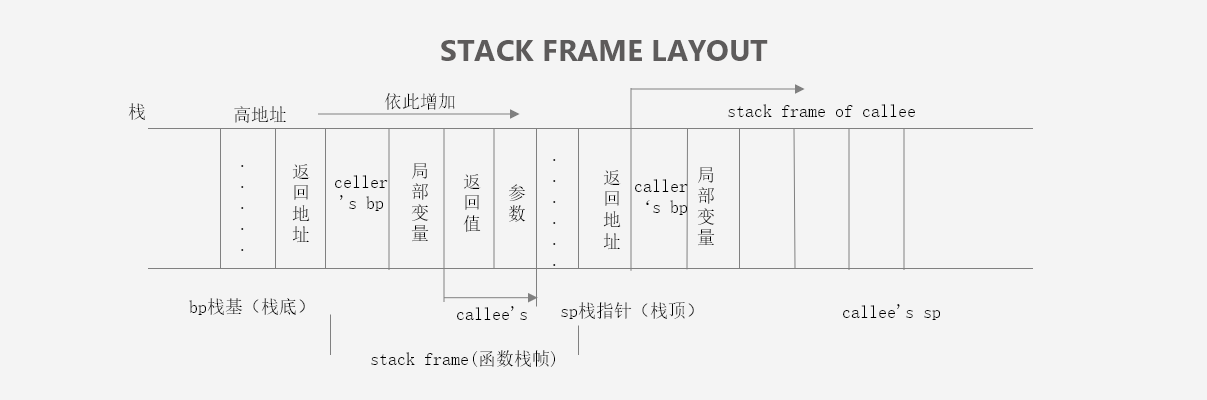 STACK FRAME LAYOUT
栈
高地址
依此增加
stack frame of callee
. . . . .
返回地址
celler
’s bp
局部变量
返回值
参数
. . . . . .
返回地址
caller
‘s bp
局部变量
bp栈基（栈底）
callee's
sp栈指针（栈顶）
callee’s sp
stack frame(函数栈帧)